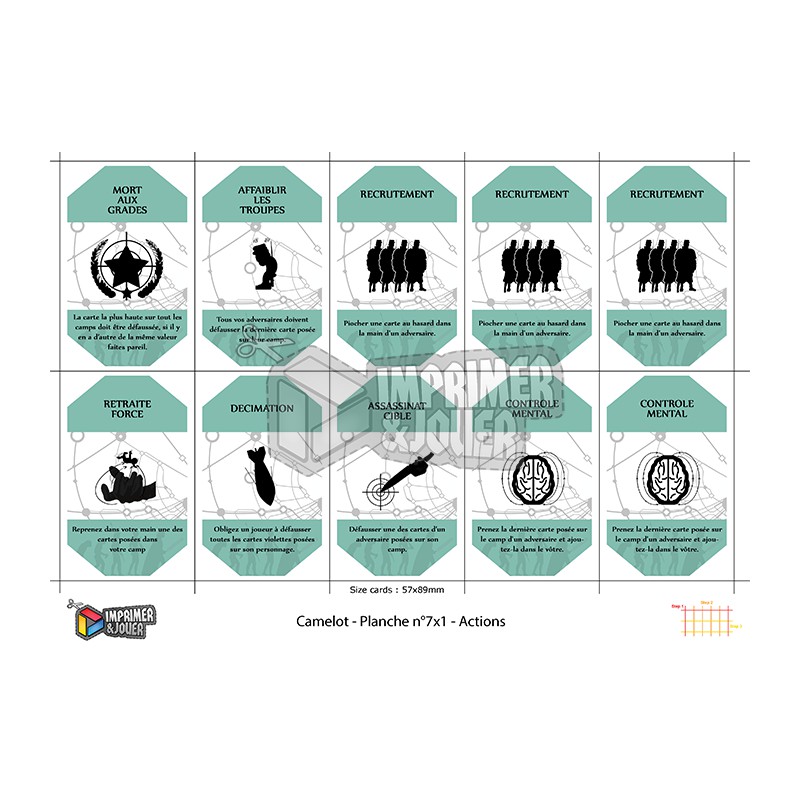 MORT
AUX
GRADES
La carte la plus haute sur tout les
camps doit être défaussée, si il y
en a d'autre de la même valeur
faites pareil.
AFFAIBLIR
LES
TROUPES
Tous vos adversaires doivent
défausser la dernière carte posée
sur leur camp.
RECRUTEMENT
Piocher une carte au hasard dans
la main d'un adversaire.
RECRUTEMENT
Piocher une carte au hasard dans
la main d'un adversaire.
RECRUTEMENT
Piocher une carte au hasard dans
la main d'un adversaire.
RETRAITE
FORCE
Reprenez dans votre main une des
cartes posées dans
votre camp
DECIMATION
Obligez un joueur à défausser
toutes les cartes violettes posées
sur son personnage.
ASSASSINAT
CIBLE
Défausser une des cartes d'un
adversaire posées sur son
camp.
CONTROLE
MENTAL
Prenez la dernière carte posée sur
le camp d'un adversaire et ajou-
tez-la dans le vôtre.
CONTROLE
MENTAL
Prenez la dernière carte posée sur
le camp d'un adversaire et ajou-
tez-la dans le vôtre.
IMPRIMER
&JOUER
Size cards : 57x89mm
IMPRIMER
&JOUER
Camelot - Planche n°7x1 - Actions
Step 1
Step 2
Step 3